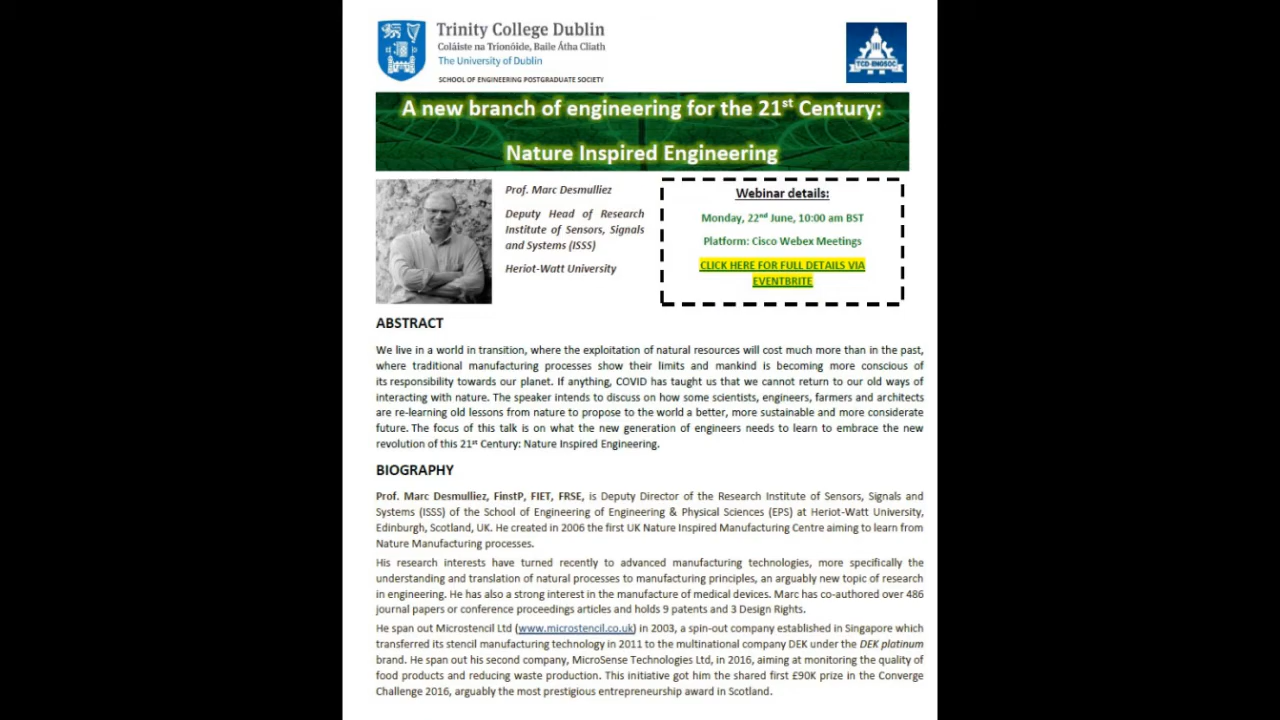 Trinity College Dublin
Coláiste na Tríonóide, Baile Átha Cliath
The University of Dublin
SCHOOL OF ENGINEERING POSTGRADUATE SOCIETY
TCD-ENGSOC
A new branch of engineering for the 21st Century:
Nature Inspired Engineering
Prof. Marc Desmulliez
Deputy Head of Research
Institute of Sensors, Signals
and Systems (ISSS)
Heriot-Watt University
Webinar details:
Monday, 22nd June, 10:00 am BST
Platform: Cisco Webex Meetings
CLICK HERE FOR FULL DETAILS VIA
EVENTBRITE
ABSTRACT
We live in a world in transition, where the exploitation of natural resources will cost much more than in the past,
where traditional manufacturing processes show their limits and mankind is becoming more conscious of
its responsibility towards our planet. If anything, COVID has taught us that we cannot return to our old ways of
interacting with nature. The speaker intends to discuss on how some scientists, engineers, farmers and architects
are re-learning old lessons from nature to propose to the world a better, more sustainable and more considerate
future. The focus of this talk is on what the new generation of engineers needs to learn to embrace the new
revolution of this 21st Century: Nature Inspired Engineering.
BIOGRAPHY
Prof. Marc Desmulliez, FinstP, FIET, FRSE, is Deputy Director of the Research Institute of Sensors, Signals and
Systems (ISSS) of the School of Engineering of Engineering & Physical Sciences (EPS) at Heriot-Watt University,
Edinburgh, Scotland, UK. He created in 2006 the first UK Nature Inspired Manufacturing Centre aiming to learn from
Nature Manufacturing processes.
His research interests have turned recently to advanced manufacturing technologies, more specifically the
understanding and translation of natural processes to manufacturing principles, an arguably new topic of research
in engineering. He has also a strong interest in the manufacture of medical devices. Marc has co-authored over 486
journal papers or conference proceedings articles and holds 9 patents and 3 Design Rights.
He span out Microstencil Ltd (www.microstencil.co.uk) in 2003, a spin-out company established in Singapore which
transferred its stencil manufacturing technology in 2011 to the multinational company DEK under the DEK platinum
brand. He span out his second company, MicroSense Technologies Ltd, in 2016, aiming at monitoring the quality of
food products and reducing waste production. This initiative got him the shared first £90K prize in the Converge
Challenge 2016, arguably the most prestigious entrepreneurship award in Scotland.